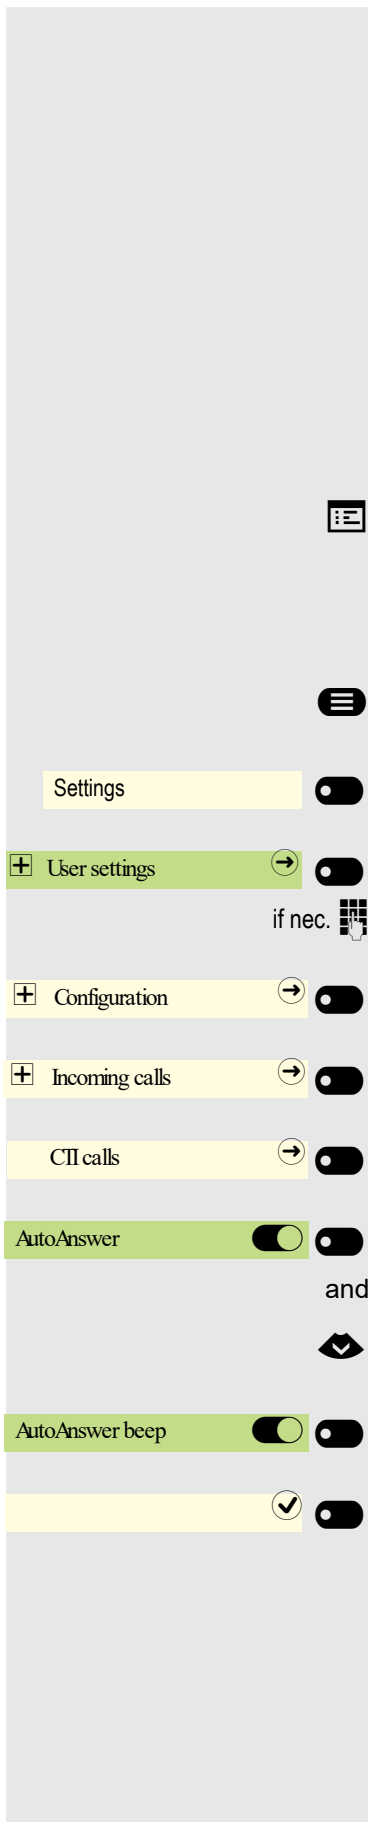 Settings
User settings
if nec.
Configuration
Incoming calls
CTI calls
AutoAnswer
and
AutoAnswer beep